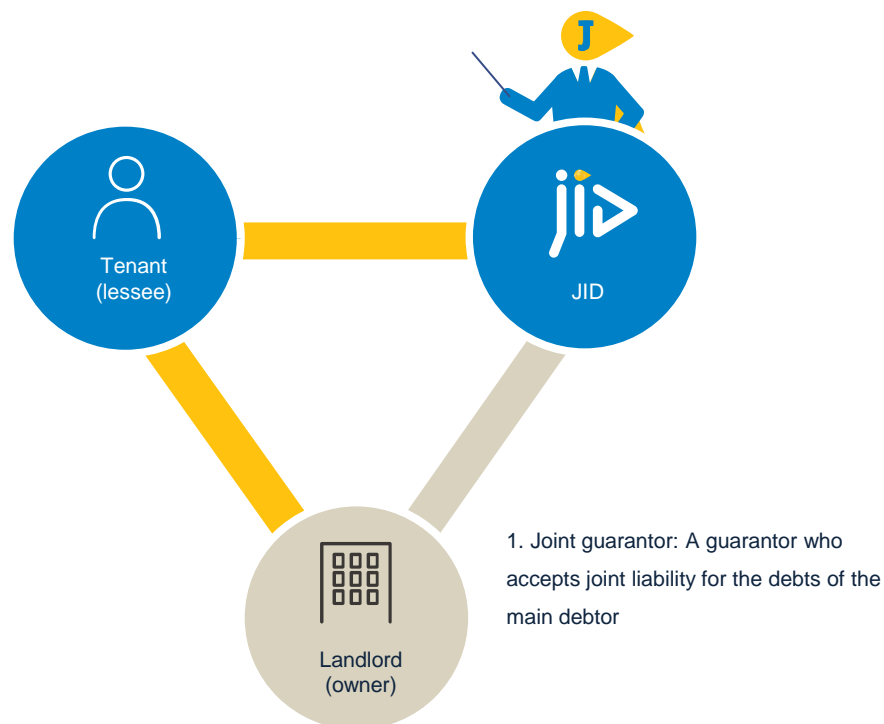 J
jid
Tenant
(lessee)
JID
1. Joint guarantor: A guarantor who
accepts joint liability for the debts of the
main debtor
Landlord
(owner)